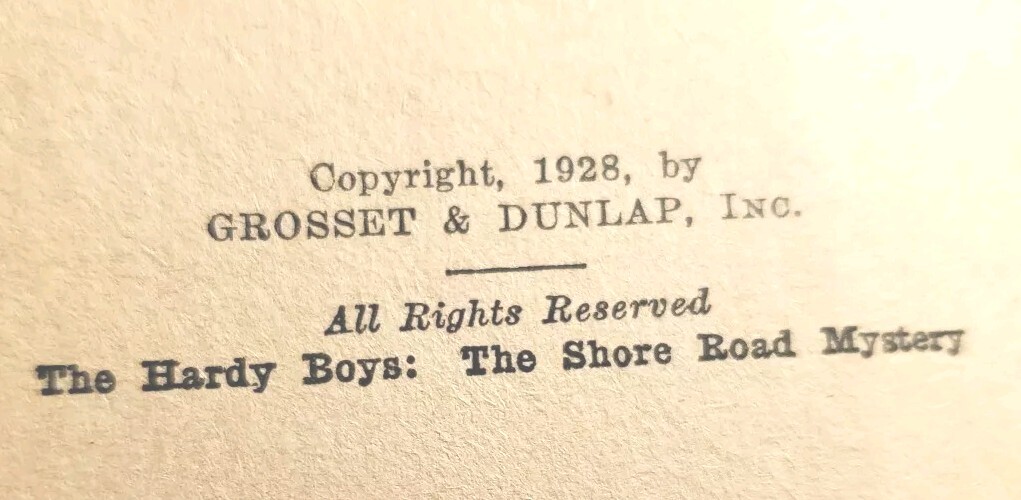 Copyright, 1928, by
GROSSET & DUNLAP, INC.
All Rights Reserved
The Hardy Boys: The Shore Road Mystery